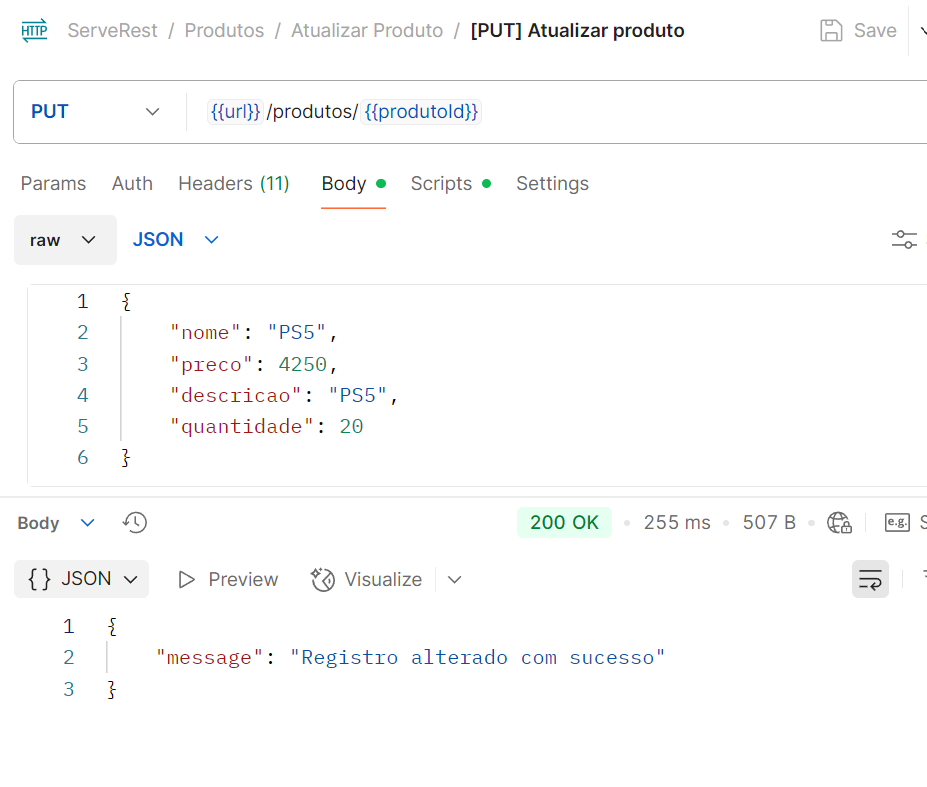 HTTP ServeRest / Produtos / Atualizar Produto / [PUT] Atualizar produto Save
PUT {{url}}/produtos/{{produtoId}}
Params Auth Headers (11) Body Scripts Settings
raw JSON
1 {
2 "nome": "PS5",
3 "preco": 4250,
4 "descricao": "PS5",
5 "quantidade": 20
6 }
Body 200 OK 255 ms 507 B e.g. S
{} JSON Preview Visualize
1 {
2 "message": "Registro alterado com sucesso"
3 }